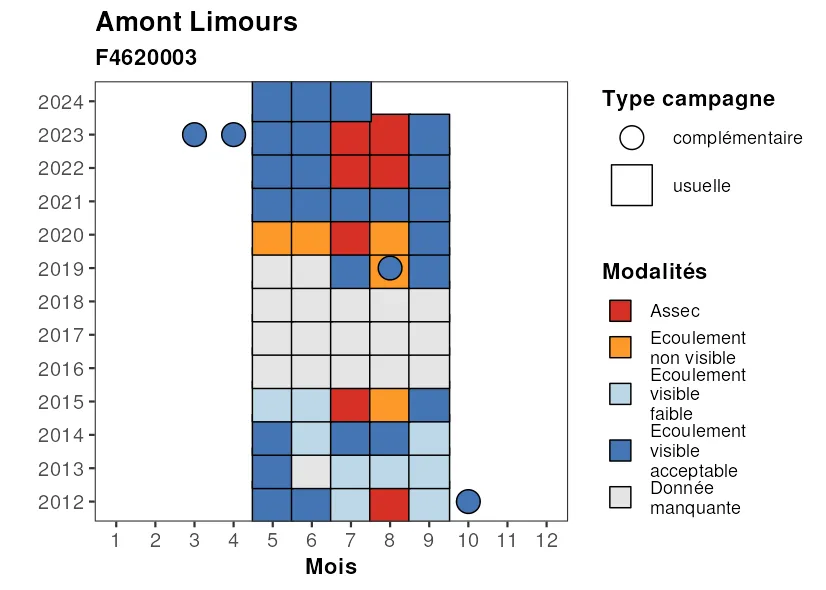 Amont Limours
F4620003
2024
2023
2022
2021
2020
2019
2018
2017
2016
2015
2014
2013
2012
1 2 3 4 5 6 7 8 9 10 11 12
Mois
Type campagne
complémentaire
usuelle
Modalités
Assec
Ecoulement
non visible
Ecoulement
visible
faible
Ecoulement
visible
acceptable
Donnée
manquante